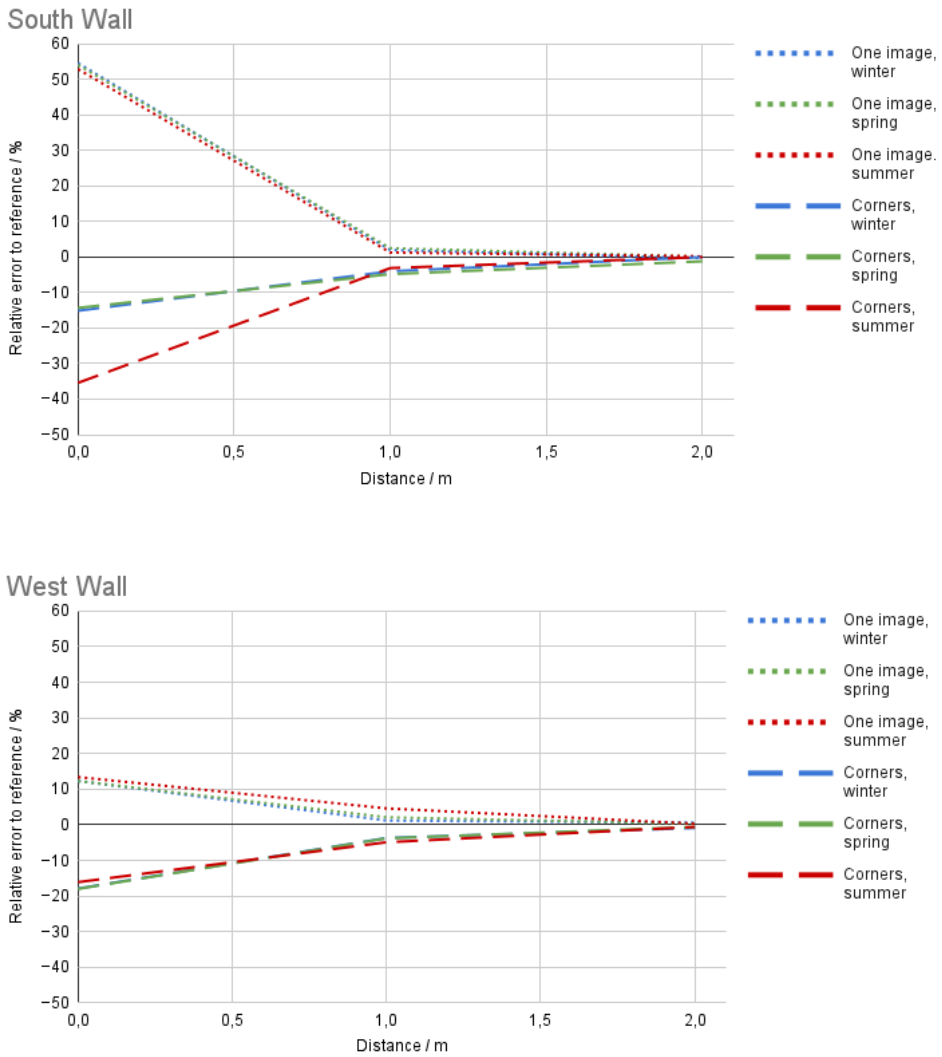 South Wall
60
50
40
30
20
10
0
−10
−20
−30
−40
−50
Relative error to reference / %
0,0
0,5
1,0
1,5
2,0
Distance / m
One image,
winter
One image,
spring
One image.
summer
Corners,
winter
Corners,
spring
Corners,
summer
West Wall
60
50
40
30
20
10
0
−10
−20
−30
−40
−50
Relative error to reference / %
0,0
0,5
1,0
1,5
2,0
Distance / m
One image,
winter
One image,
spring
One image,
summer
Corners,
winter
Corners,
spring
Corners,
summer